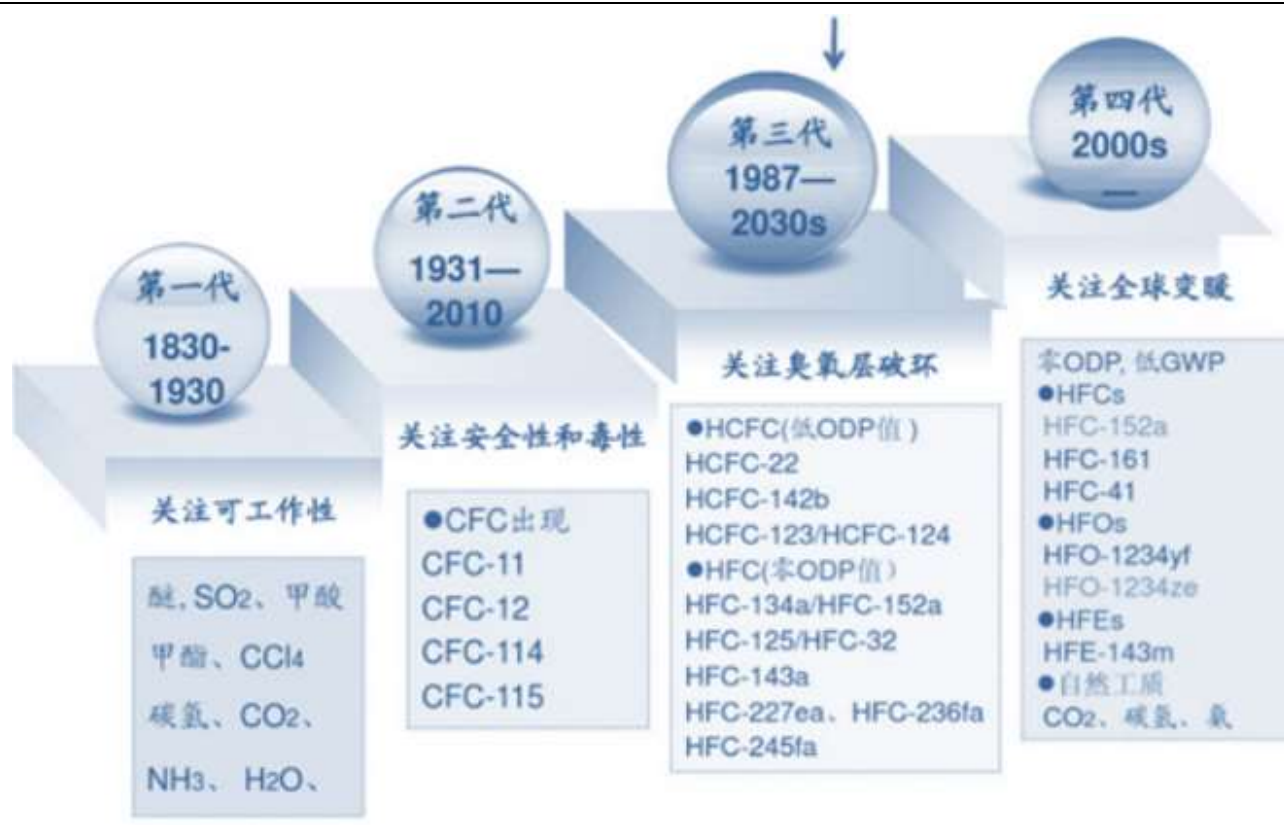 第一代
1830-
1930
关注可工作性
醚, SO2、甲酸
甲酯、CCl4
碳氢、CO2、
NH3、H2O、
第二代
1931—
2010
关注安全性和毒性
●CFC出现
CFC-11
CFC-12
CFC-114
CFC-115
第三代
1987—
2030s
关注臭氧层破环
●HCFC(低ODP值)
HCFC-22
HCFC-142b
HCFC-123/HCFC-124
●HFC(零ODP值)
HFC-134a/HFC-152a
HFC-125/HFC-32
HFC-143a
HFC-227ea、HFC-236fa
HFC-245fa
第四代
2000s
—
关注全球变暖
零ODP, 低GWP
●HFCs
HFC-152a
HFC-161
HFC-41
●HFOs
HFO-1234yf
HFO-1234ze
●HFEs
HFE-143m
●自然工质
CO2、碳氢、氨